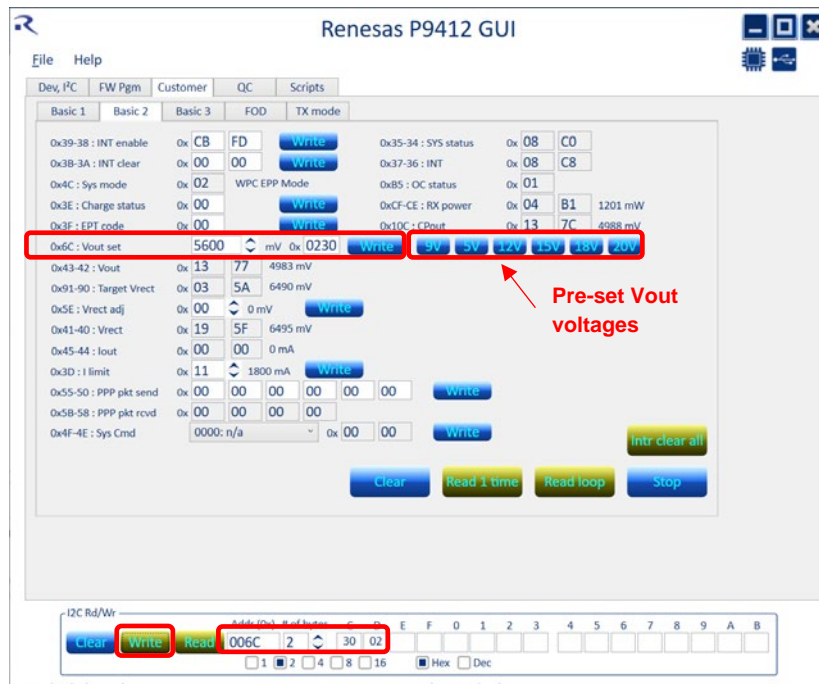 Renesas P9412 GUI
File Help
Dev, I²C FW Pgm Customer QC Scripts
Basic 1 Basic 2 Basic 3 FOD TX mode
0x39-38 : INT enable 0x CB FD Write 0x35-34 : SYS status 0x 08 C0
0x3B-3A : INT clear 0x 00 00 Write 0x37-36 : INT 0x 08 C8
0x4C : Sys mode 0x 02 WPC EPP Mode 0xB5 : OC status 0x 01
0x3E : Charge status 0x 00 Write 0xCF-CE : RX power 0x 04 B1 1201 mW
0x3F : EPT code 0x 00 Write 0x10C : CPout 0x 13 7C 4988 mV
0x6C : Vout set 5600 mV 0x 0230 Write 9V 5V 12V 15V 18V 20V
0x43-42 : Vout 0x 13 77 4983 mV
0x91-90 : Target Vrect 0x 03 5A 6490 mV
Pre-set Vout
voltages
0x5E : Vrect adj 0x 00 0 mV Write
0x41-40 : Vrect 0x 19 5F 6495 mV
0x45-44 : Iout 0x 00 00 0 mA
0x3D : I limit 0x 11 1800 mA Write
0x55-50 : PPP pkt send 0x 00 00 00 00 00 Write
0x5B-58 : PPP pkt rcvd 0x 00 00 00 00
0x4F-4E : Sys Cmd 0000: n/a 0x 00 00 Write
Intr clear all
Clear Read 1 time Read loop Stop
I2C Rd/Wr
Addr (0x) # of bytes C D E F 0 1 2 3 4 5 6 7 8 9 A B
Clear Write Read 006C 2 30 02
1 2 4 8 16 Hex Dec